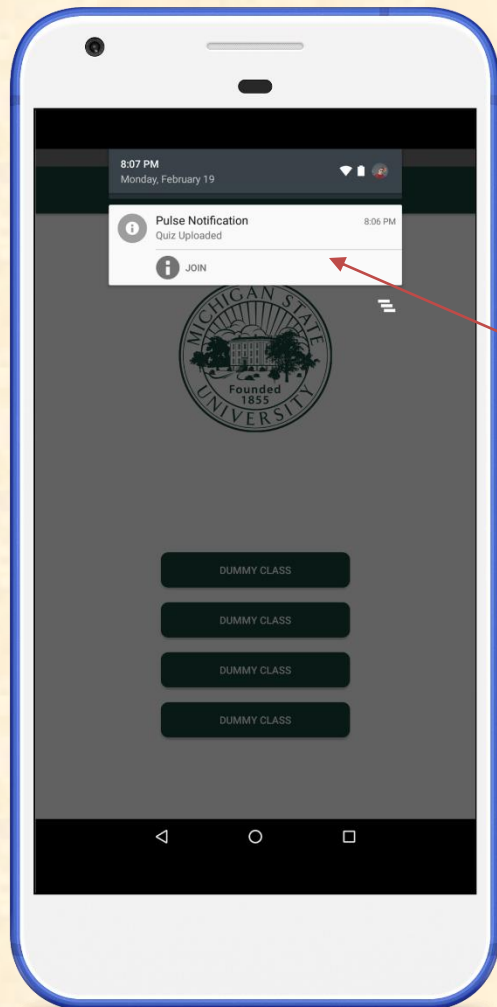 8:07 PM
Monday, February 19
Pulse Notification
8:06 PM
Quiz Uploaded
JOIN
MICHIGAN STATE UNIVERSITY
Founded
1855
DUMMY CLASS
DUMMY CLASS
DUMMY CLASS
DUMMY CLASS